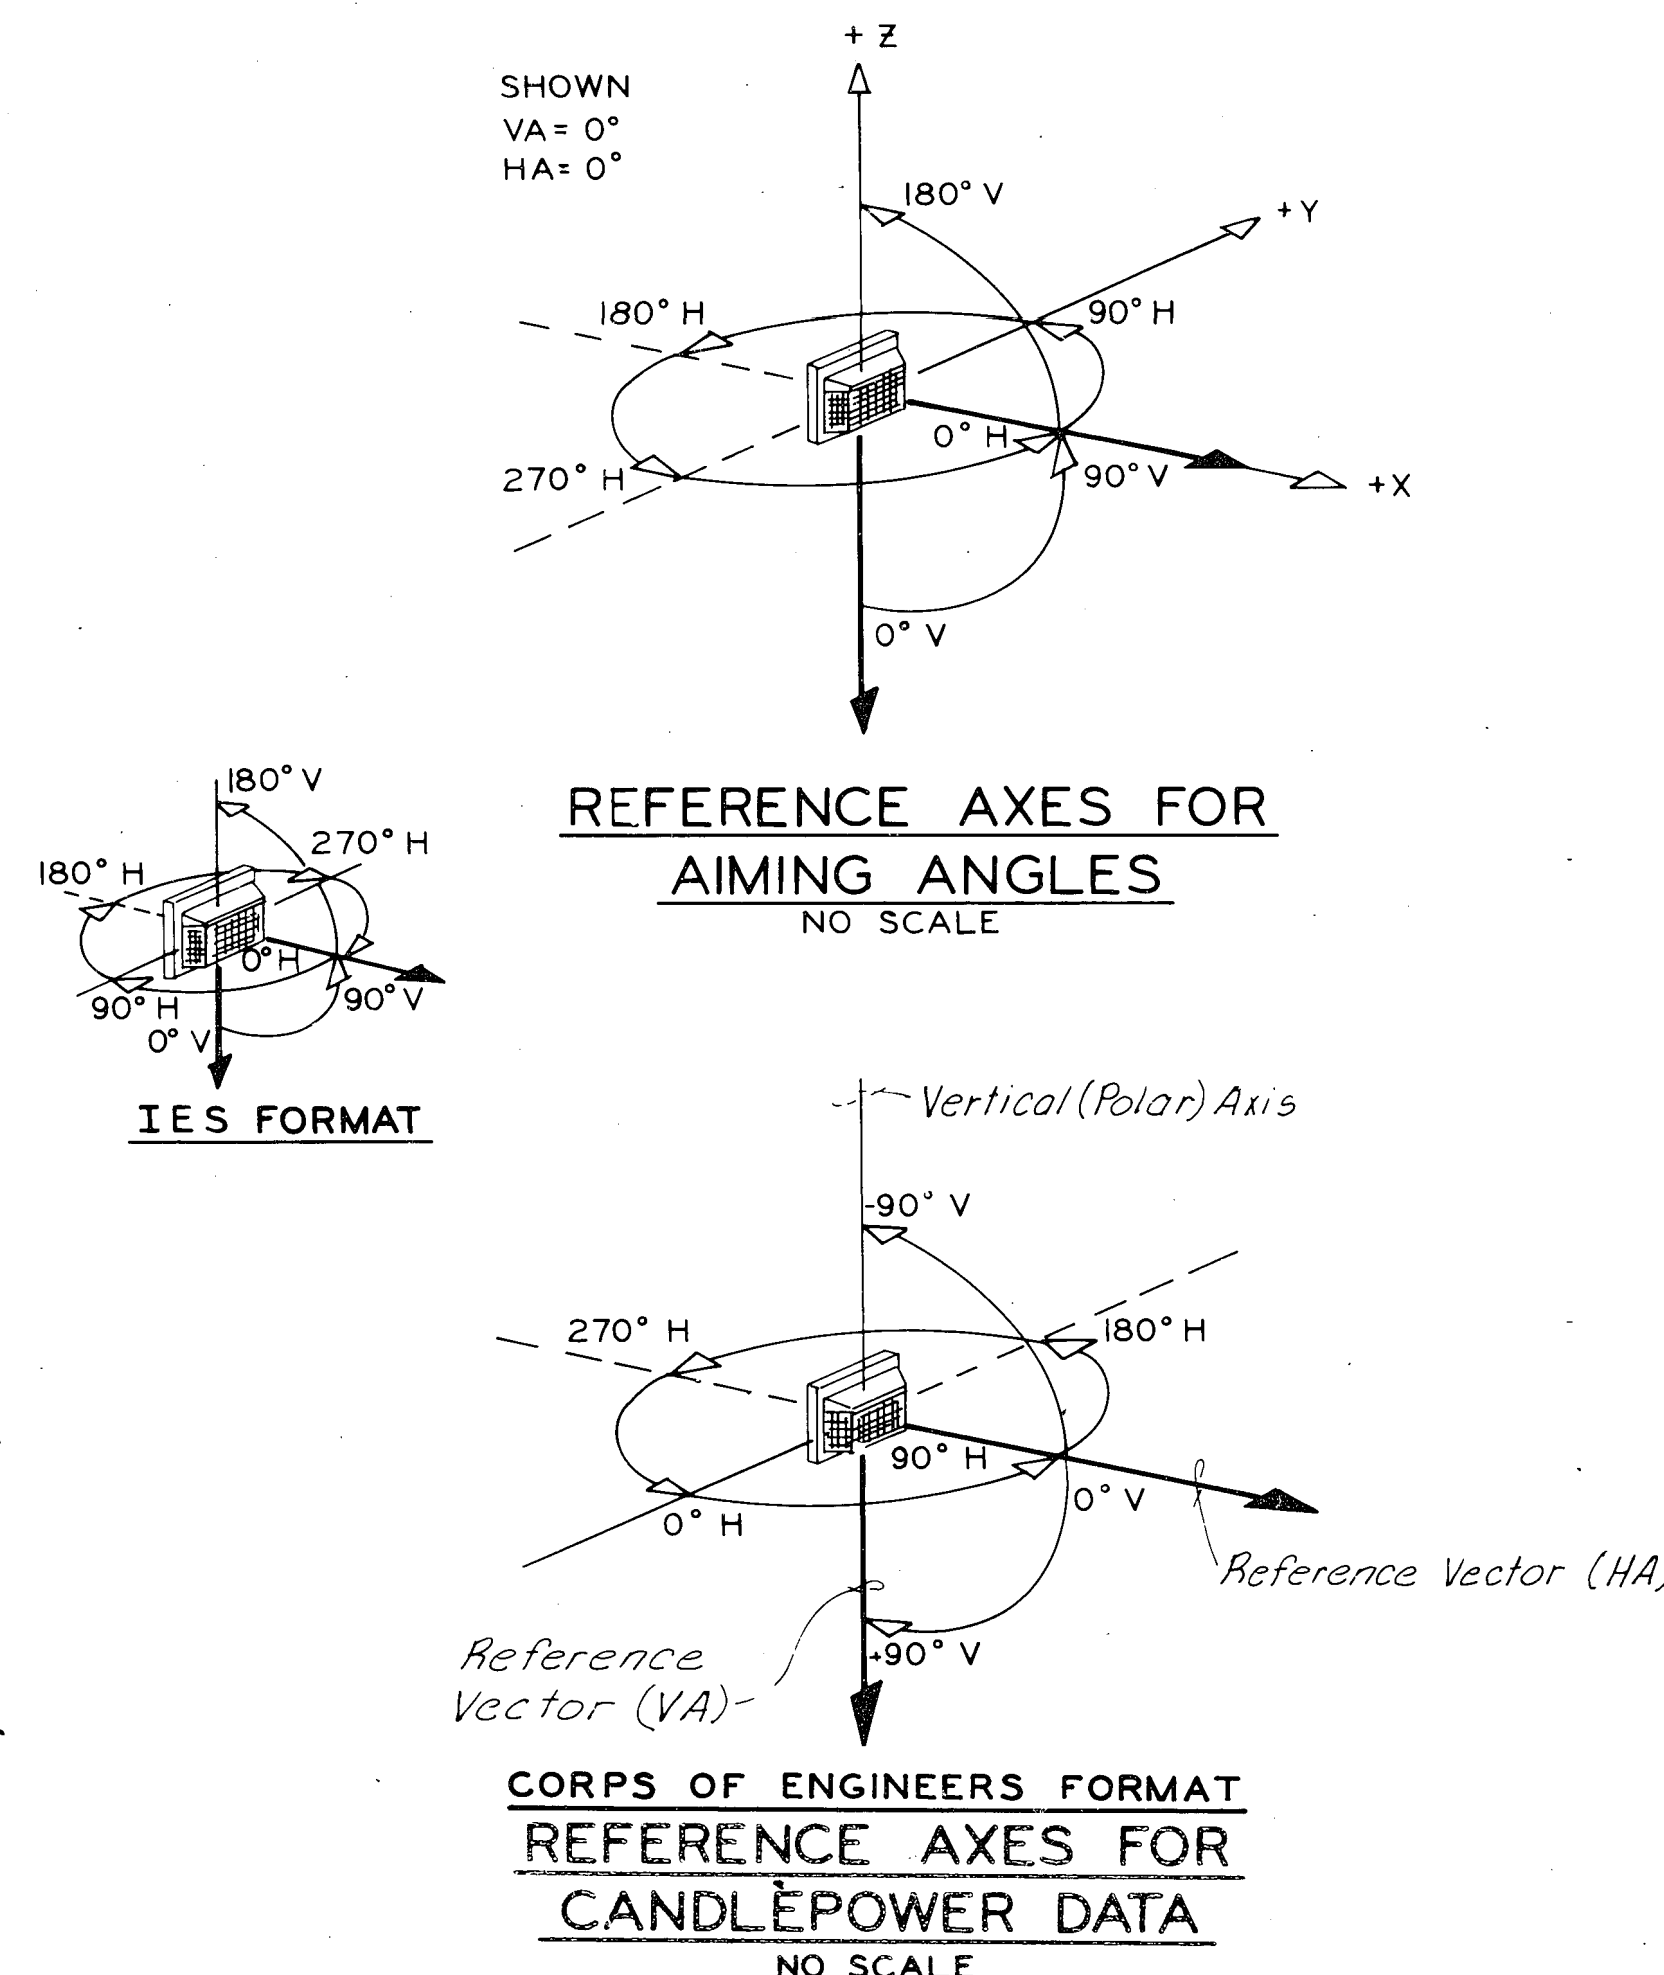 + Z
SHOWN
VA= 0°
HA= 0°
180° V
+Y
180° H
90° H
0° H
270° H
90° V
+X
0° V
REFERENCE AXES FOR
AIMING ANGLES
NO SCALE
180° V
270° H
180° H
0° H
90° H
90° V
0° V
IES FORMAT
Vertical (Polar) Axis
-90° V
270° H
180° H
90° H
0° V
0° H
Reference Vector (HA)
Reference
Vector (VA)
+90° V
CORPS OF ENGINEERS FORMAT
REFERENCE AXES FOR
CANDLEPOWER DATA
NO SCALE